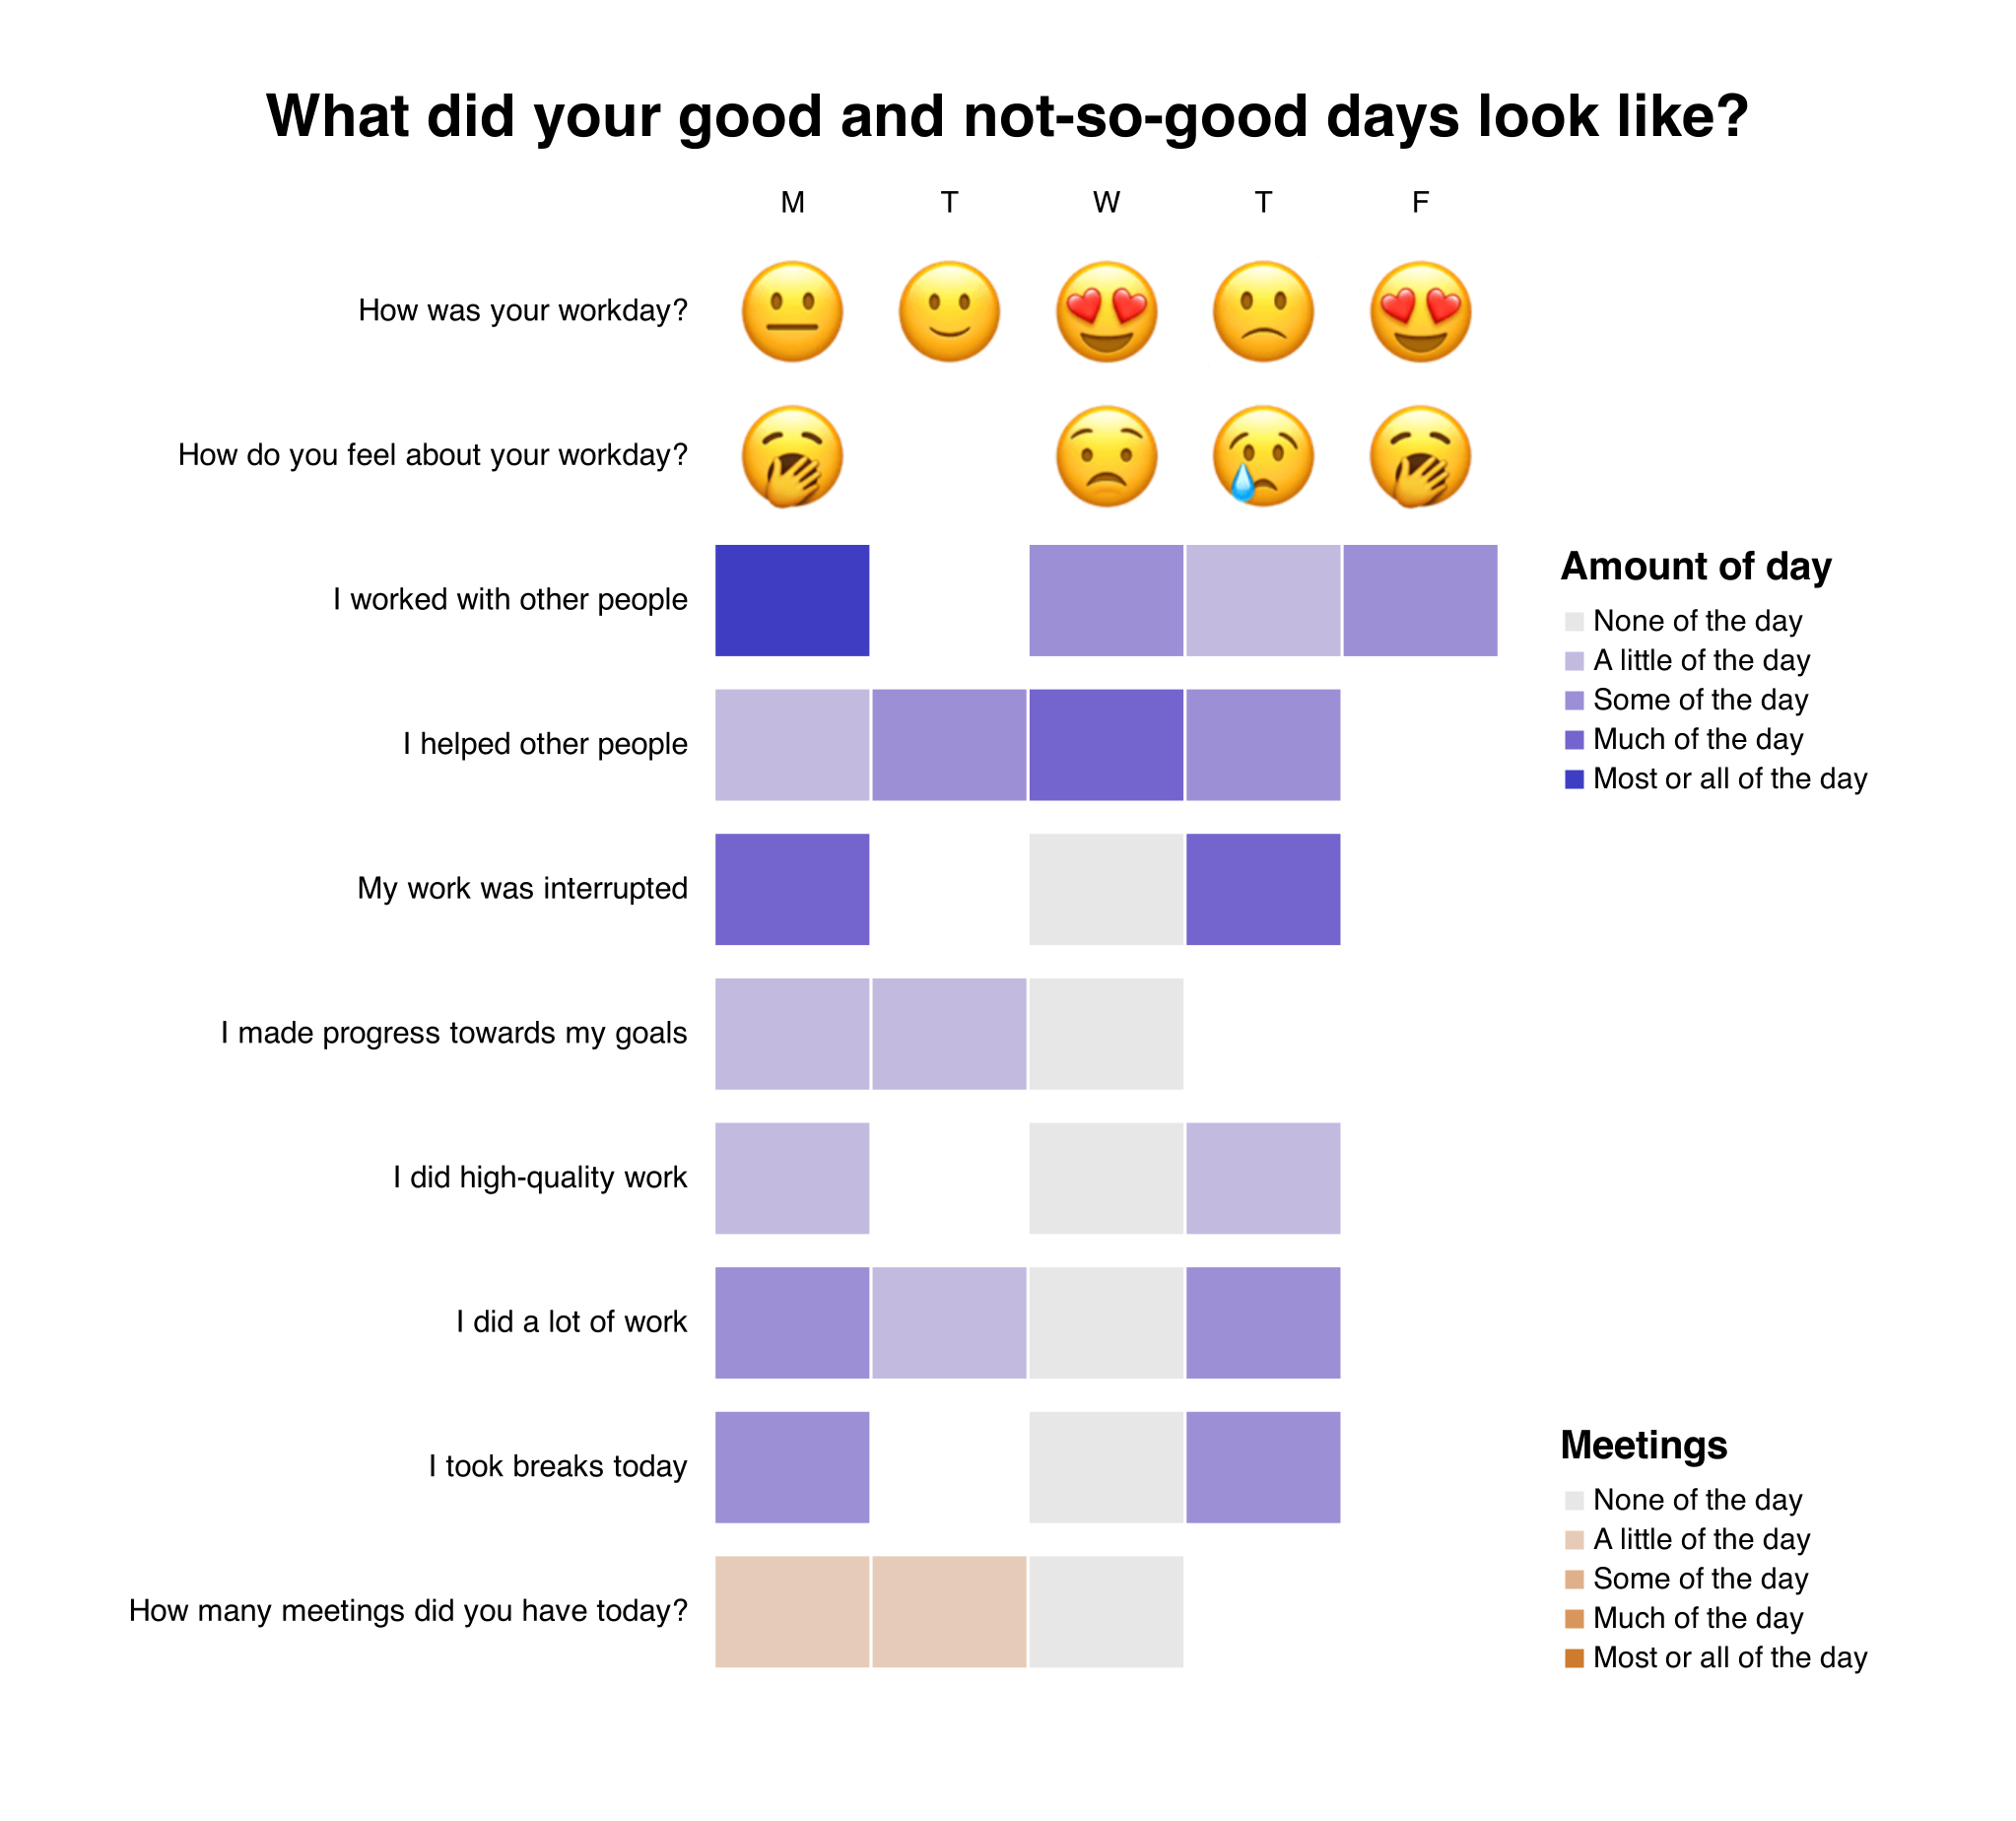 What did your good and not-so-good days look like?
M T W T F
How was your workday?
How do you feel about your workday?
I worked with other people
I helped other people
My work was interrupted
I made progress towards my goals
I did high-quality work
I did a lot of work
I took breaks today
How many meetings did you have today?
Amount of day
None of the day
A little of the day
Some of the day
Much of the day
Most or all of the day
Meetings
None of the day
A little of the day
Some of the day
Much of the day
Most or all of the day